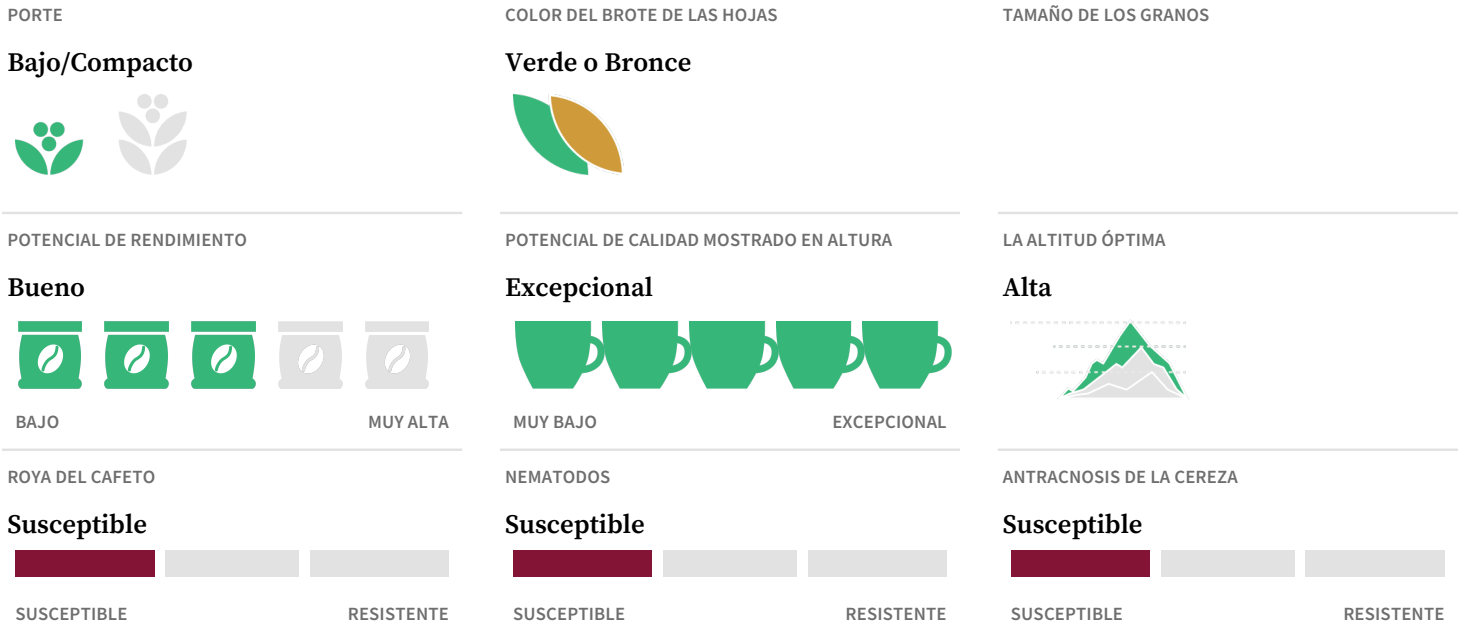 PORTE
Bajo/Compacto
COLOR DEL BROTE DE LAS HOJAS
Verde o Bronce
TAMAÑO DE LOS GRANOS
POTENCIAL DE RENDIMIENTO
Bueno
BAJO
MUY ALTA
POTENCIAL DE CALIDAD MOSTRADO EN ALTURA
Excepcional
MUY BAJO
EXCEPCIONAL
LA ALTITUD ÓPTIMA
Alta
ROYA DEL CAFETO
Susceptible
SUSCEPTIBLE
RESISTENTE
NEMATODOS
Susceptible
SUSCEPTIBLE
RESISTENTE
ANTRACNOSIS DE LA CEREZA
Susceptible
SUSCEPTIBLE
RESISTENTE